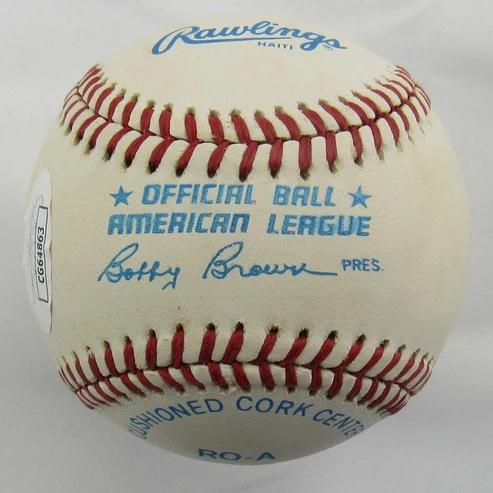 Rawlings®
HAITI
★ OFFICIAL BALL ★
AMERICAN LEAGUE
Bobby Brown PRES.
CG64863
CUSHIONED CORK CENTER
RO-A